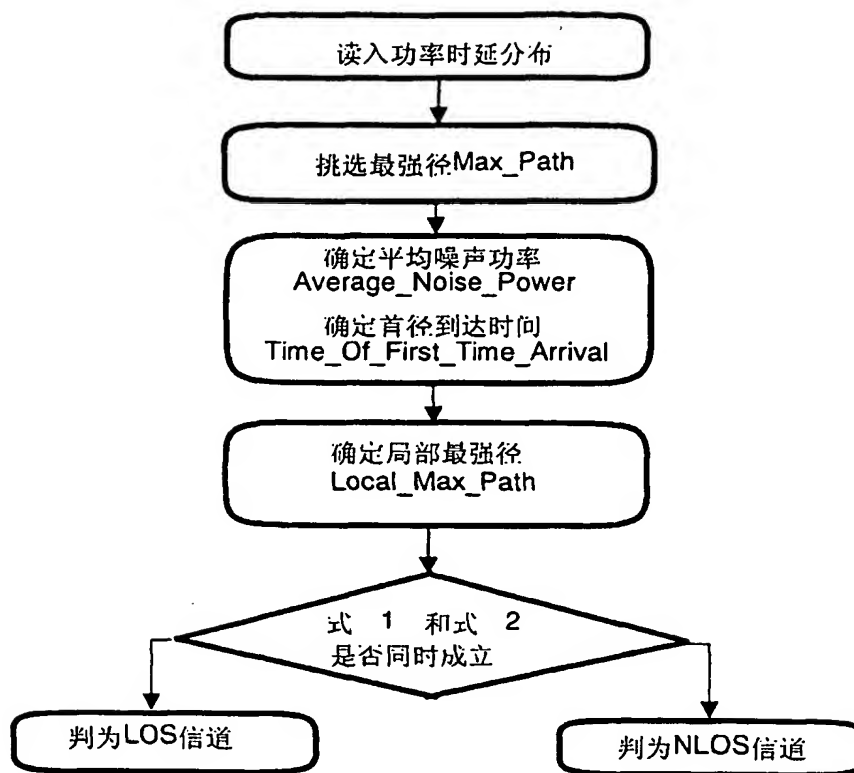 读入功率时延分布
挑选最强径Max_Path
确定平均噪声功率
Average_Noise_Power
确定首径到达时间
Time_Of_First_Time_Arrival
确定局部最强径
Local_Max_Path
式 1 和式 2
是否同时成立
判为LOS信道
判为NLOS信道